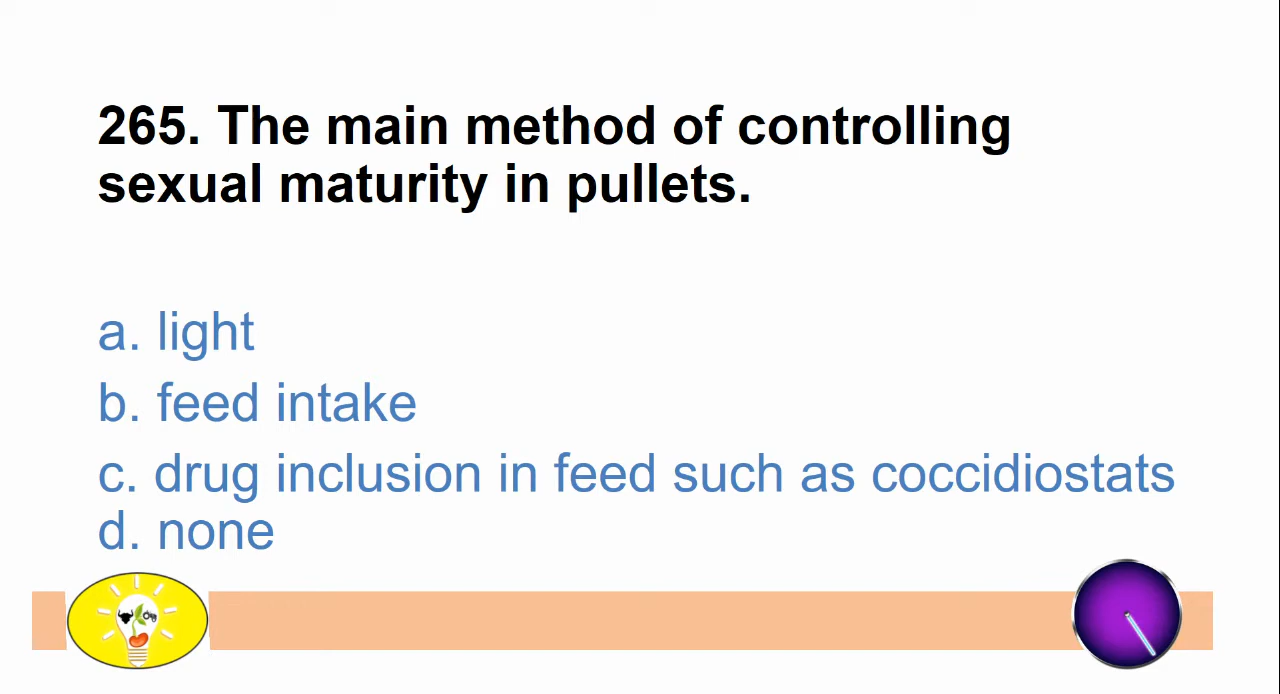 265. The main method of controlling
sexual maturity in pullets.
a. light
b. feed intake
c. drug inclusion in feed such as coccidiostats
d. none